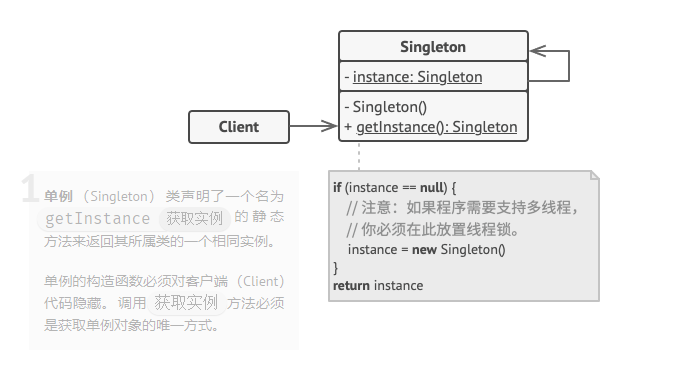 Singleton
- instance: Singleton
- Singleton()
+ getInstance(): Singleton
Client
1
单例（Singleton）类声明了一个名为
getInstance 获取实例 的静态
方法来返回其所属类的一个相同实例。
单例的构造函数必须对客户端（Client）
代码隐藏。调用 获取实例 方法必须
是获取单例对象的唯一方式。
if (instance == null) {
// 注意：如果程序需要支持多线程，
// 你必须在此放置线程锁。
instance = new Singleton()
}
return instance